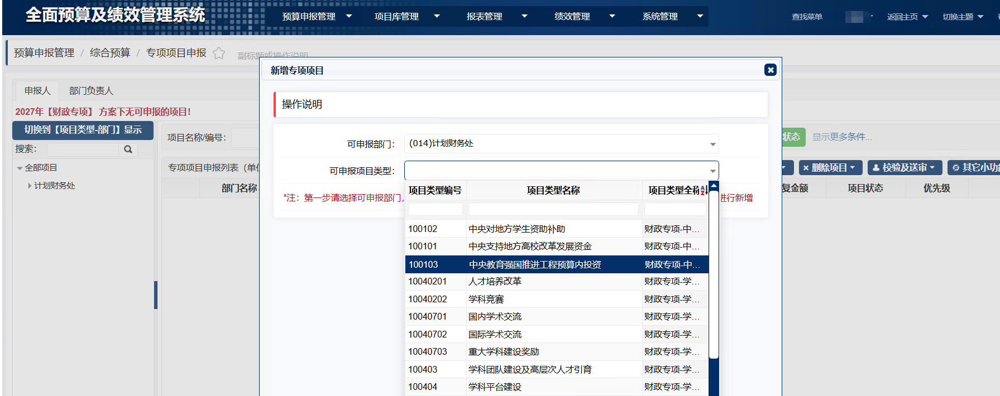 全面预算及绩效管理系统
预算申报管理 项目库管理 报表管理 绩效管理 系统管理
查找菜单 返回主页 切换主题
预算申报管理 / 综合预算 / 专项项目申报 副标题或操作说明
新增专项项目
申报人 部门负责人
操作说明
2027年【财政专项】 方案下无可申报的项目!
切换到【项目类型-部门】显示
项目名称/编号:
可申报部门: (014)计划财务处
状态 显示更多条件...
搜索:
全部项目
专项项目申报列表（单位
可申报项目类型:
删除项目 校验及送审 其它小功能
计划财务处
部门名称
项目类型编号 项目类型名称 项目类型全称
复金额 项目状态 优先级
*注: 第一步请选择可申报部门, 进行新增
100102 中央对地方学生资助补助 财政专项-中...
100101 中央支持地方高校改革发展资金 财政专项-中...
100103 中央教育强国推进工程预算内投资 财政专项-中...
10040201 人才培养改革 财政专项-学...
10040202 学科竞赛 财政专项-学...
10040701 国内学术交流 财政专项-学...
10040702 国际学术交流 财政专项-学...
10040703 重大学科建设奖励 财政专项-学...
100403 学科团队建设及高层次人才引育 财政专项-学...
100404 学科平台建设 财政专项-学...